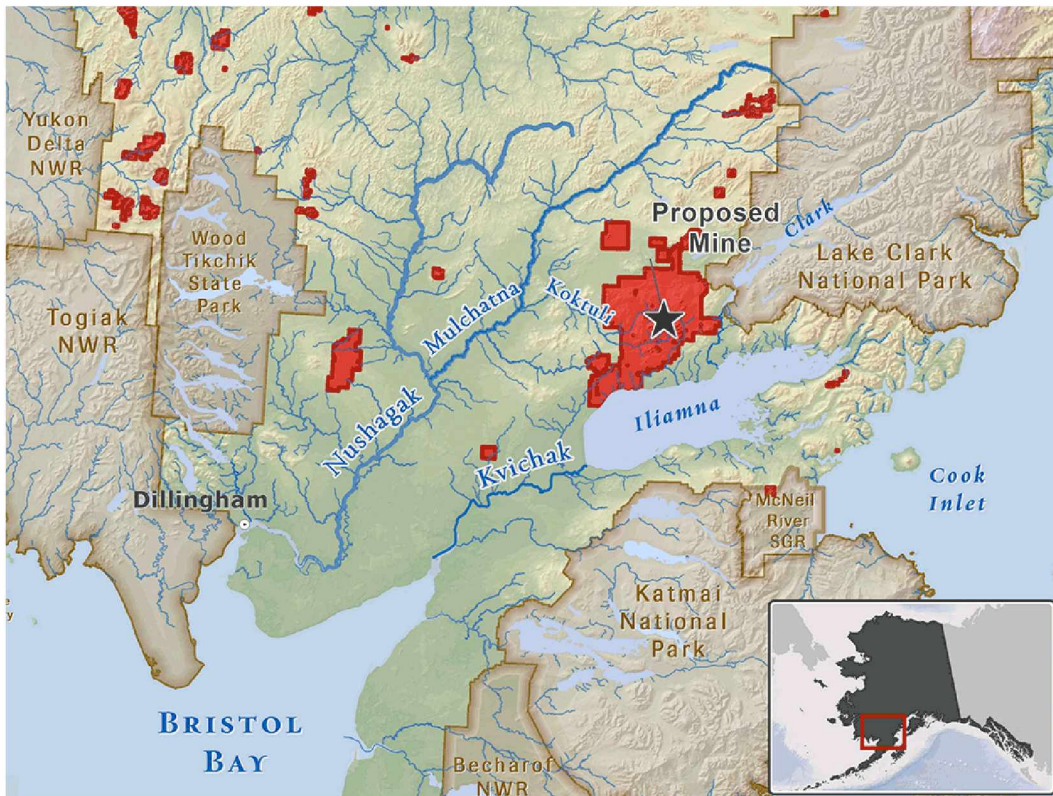 Yukon
Delta
NWR
Wood
Tikchik
State
Park
Togiak
NWR
Proposed
Mine
Clark
Lake Clark
National Park
Koktuli
Mulchatna
Nushagak
Iliamna
Kvichak
Dillingham
Cook
Inlet
McNeil
River
SGR
Katmai
National
Park
BRISTOL
BAY
Becharof
NWR